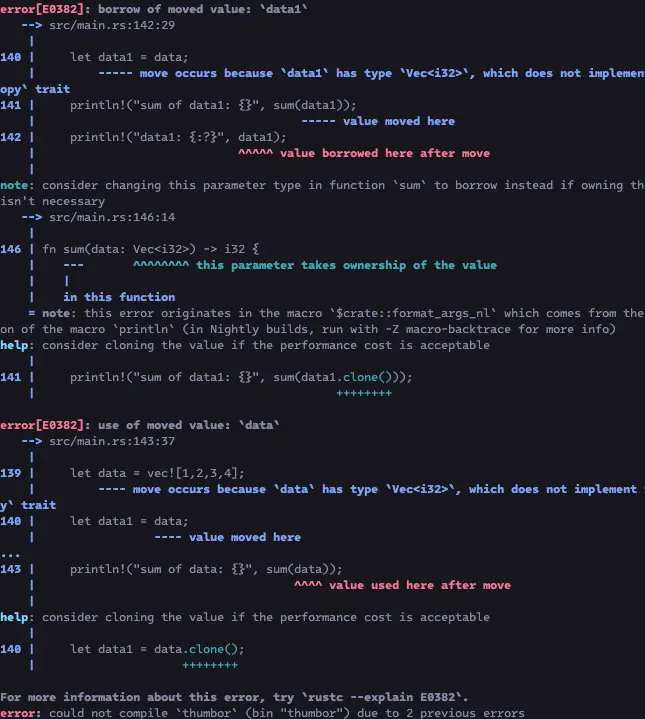 error[E0382]: borrow of moved value: `data1`
   --> src/main.rs:142:29
    |
140 |     let data1 = data;
    |         ----- move occurs because `data1` has type `Vec<i32>`, which does not implemen
opy` trait
141 |     println!("sum of data1: {}", sum(data1));
    |                                      ----- value moved here
142 |     println!("data1: {:?}", data1);
    |                             ^^^^^ value borrowed here after move
    |
note: consider changing this parameter type in function `sum` to borrow instead if owning th
isn't necessary
   --> src/main.rs:146:14
    |
146 | fn sum(data: Vec<i32>) -> i32 {
    |    ---       ^^^^^^^^ this parameter takes ownership of the value
    |    |
    |    in this function
    = note: this error originates in the macro `$crate::format_args_nl` which comes from the
on of the macro `println` (in Nightly builds, run with -Z macro-backtrace for more info)
help: consider cloning the value if the performance cost is acceptable
    |
141 |     println!("sum of data1: {}", sum(data1.clone()));
    |                                           ++++++++

error[E0382]: use of moved value: `data`
   --> src/main.rs:143:37
    |
139 |     let data = vec![1,2,3,4];
    |         ---- move occurs because `data` has type `Vec<i32>`, which does not implement
y` trait
140 |     let data1 = data;
    |                 ---- value moved here
...
143 |     println!("sum of data: {}", sum(data));
    |                                     ^^^^ value used here after move
    |
help: consider cloning the value if the performance cost is acceptable
    |
140 |     let data1 = data.clone();
    |                     ++++++++

For more information about this error, try `rustc --explain E0382`.
error: could not compile `thumbor` (bin "thumbor") due to 2 previous errors